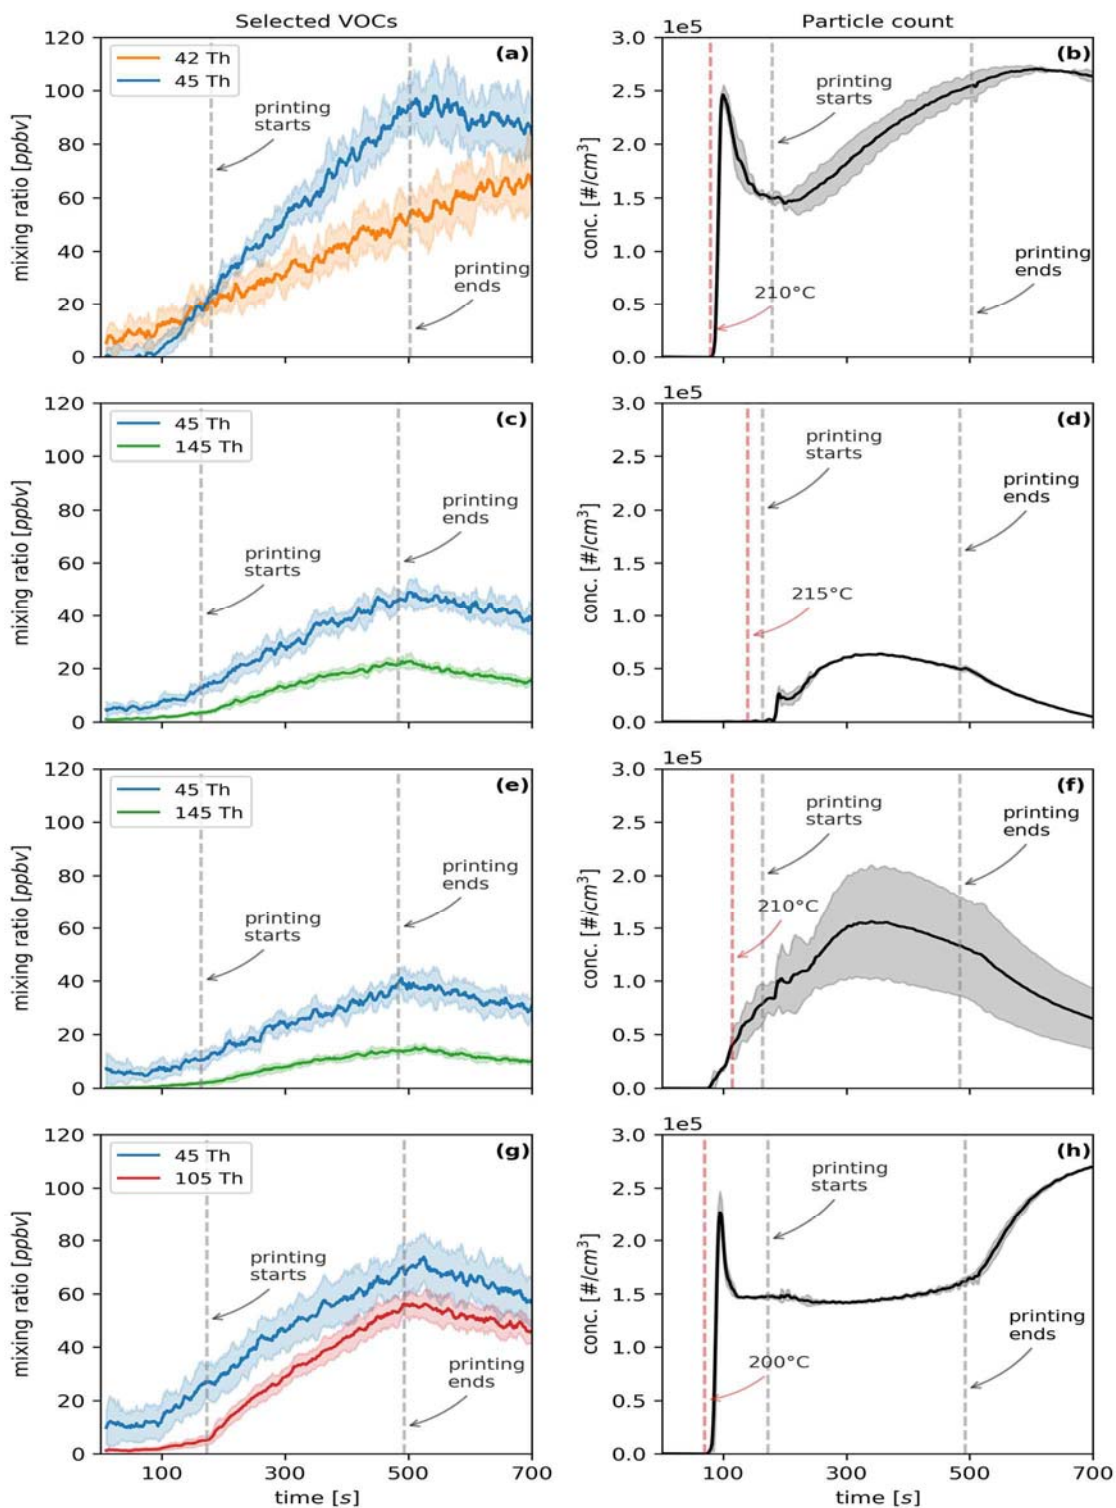 Selected VOCs
Particle count
120
100
80
60
40
20
0
mixing ratio [ppbv]
42 Th
45 Th
(a)
printing
starts
printing
ends
1e5
3.0
2.5
2.0
1.5
1.0
0.5
0.0
conc. [#/cm³]
(b)
printing
starts
printing
ends
210°C
120
100
80
60
40
20
0
mixing ratio [ppbv]
45 Th
145 Th
(c)
printing
starts
printing
ends
1e5
3.0
2.5
2.0
1.5
1.0
0.5
0.0
conc. [#/cm³]
(d)
printing
starts
printing
ends
215°C
120
100
80
60
40
20
0
mixing ratio [ppbv]
45 Th
145 Th
(e)
printing
starts
printing
ends
1e5
3.0
2.5
2.0
1.5
1.0
0.5
0.0
conc. [#/cm³]
(f)
printing
starts
printing
ends
210°C
120
100
80
60
40
20
0
mixing ratio [ppbv]
45 Th
105 Th
(g)
printing
starts
printing
ends
100 300 500 700
time [s]
1e5
3.0
2.5
2.0
1.5
1.0
0.5
0.0
conc. [#/cm³]
(h)
printing
starts
printing
ends
200°C
100 300 500 700
time [s]